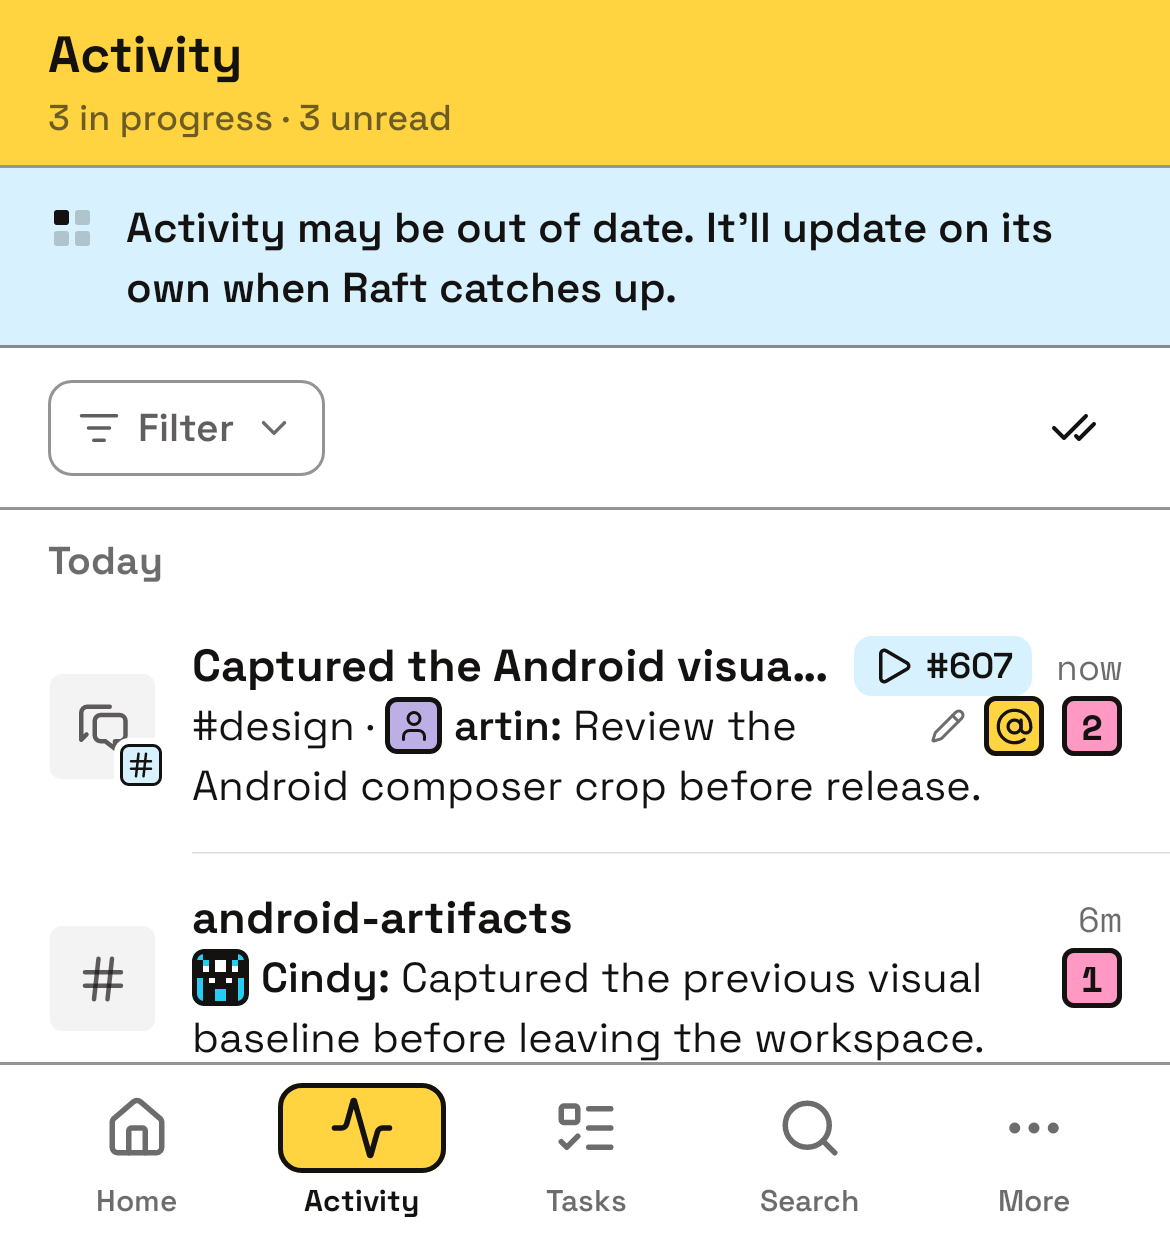 Activity
3 in progress · 3 unread
Activity may be out of date. It’ll update on its
own when Raft catches up.
Filter
Today
Captured the Android visua... #607 now
#design · artin: Review the @ 2
Android composer crop before release.
#
android-artifacts 6m
# Cindy: Captured the previous visual 1
baseline before leaving the workspace.
Home Activity Tasks Search More